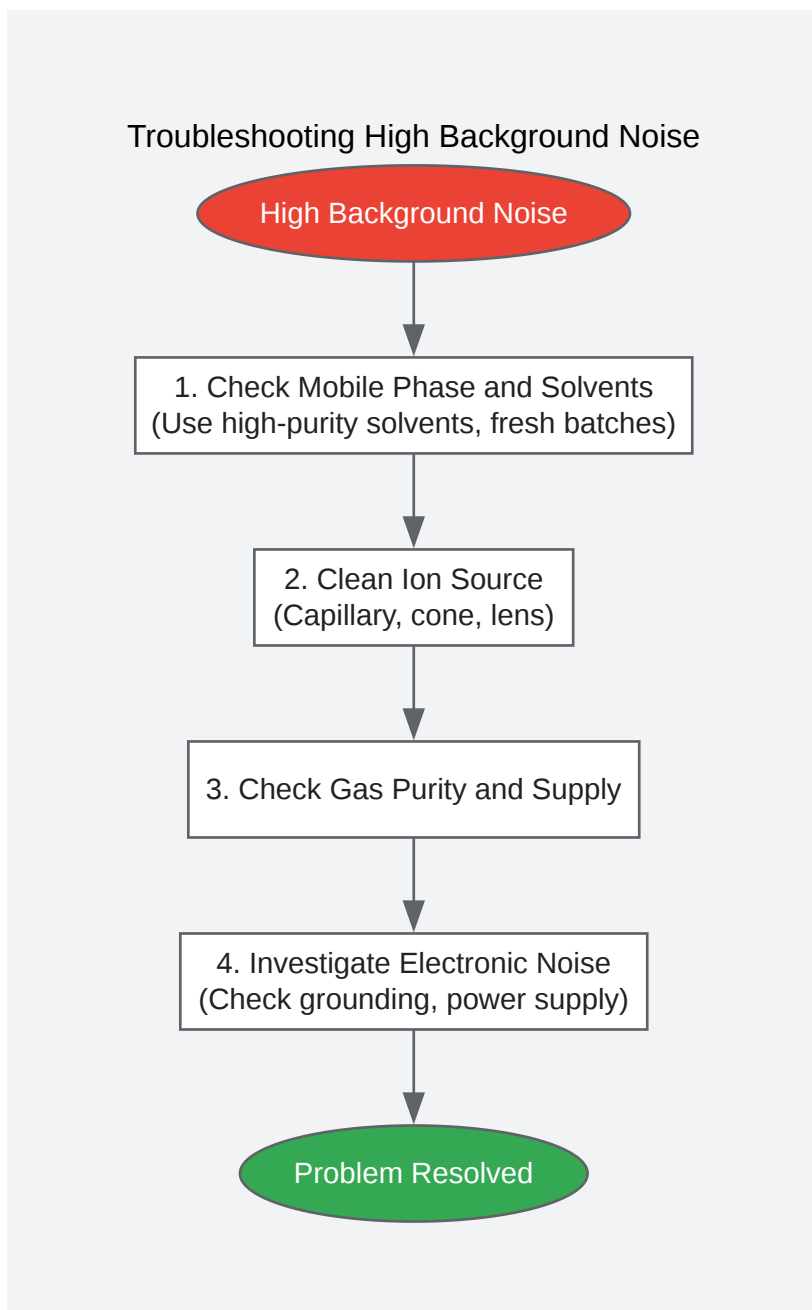 Troubleshooting High Background Noise
High Background Noise
1. Check Mobile Phase and Solvents
(Use high-purity solvents, fresh batches)
2. Clean Ion Source
(Capillary, cone, lens)
3. Check Gas Purity and Supply
4. Investigate Electronic Noise
(Check grounding, power supply)
Problem Resolved